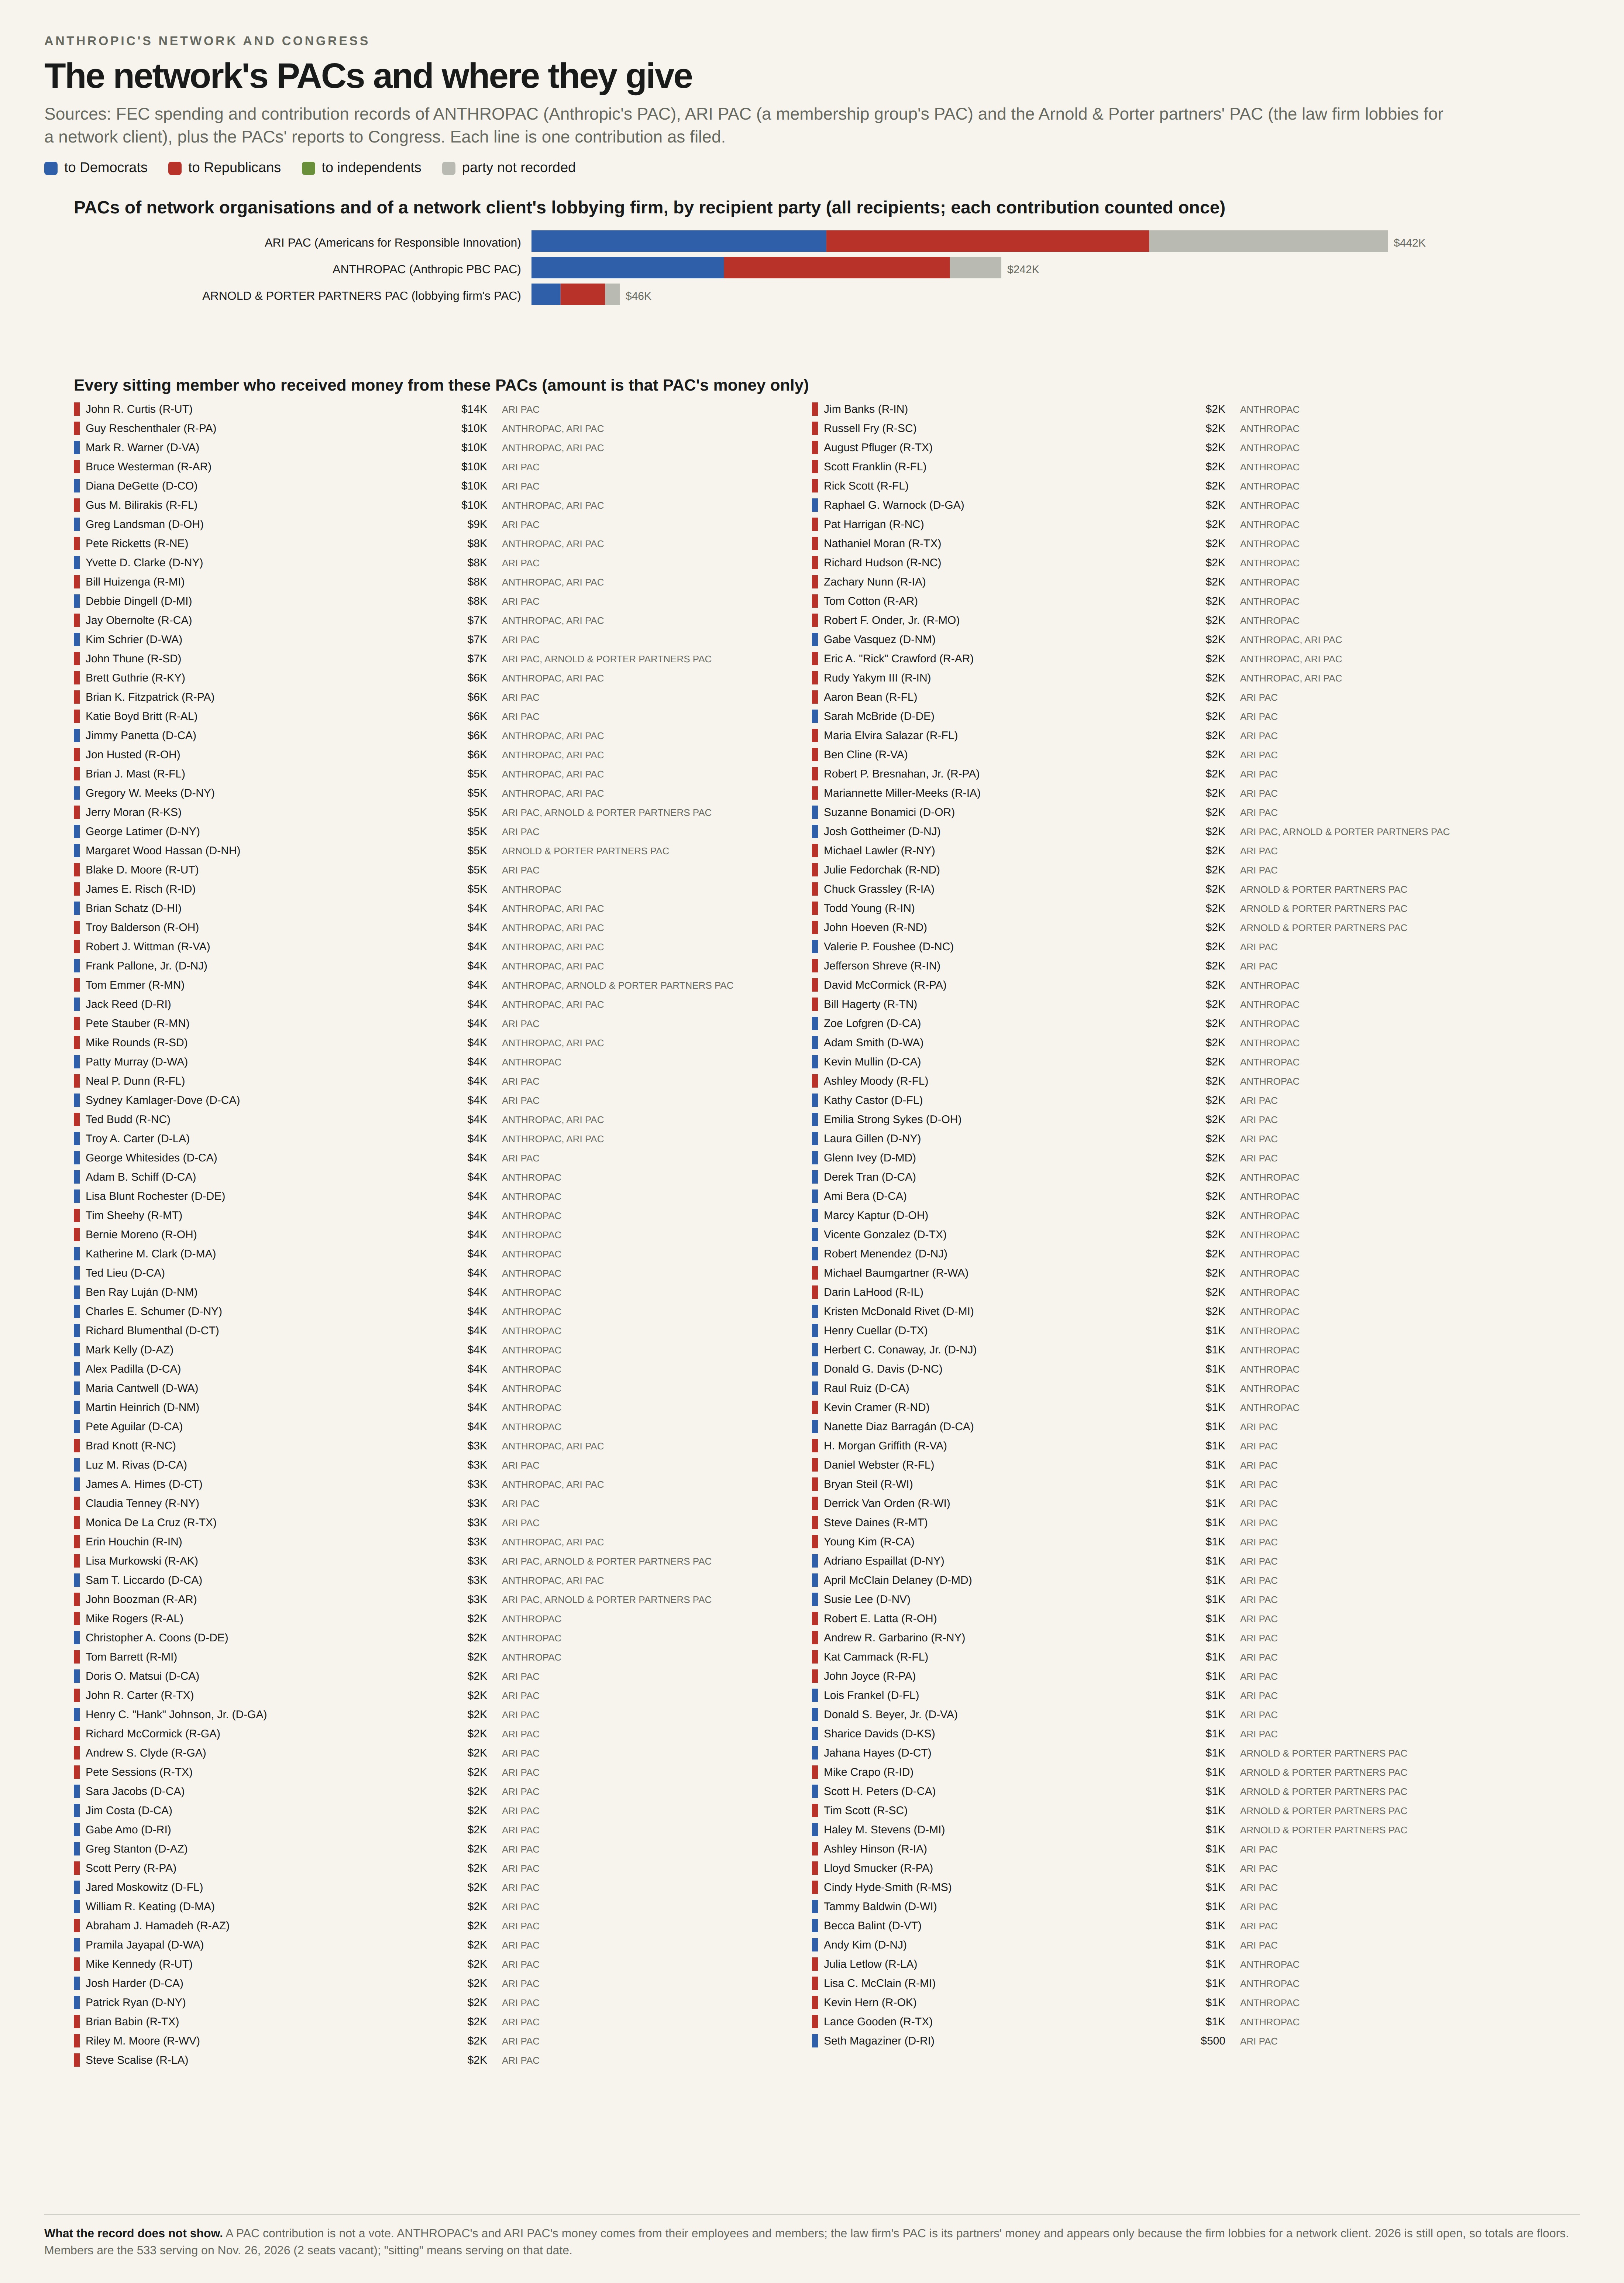 ANTHROPIC'S NETWORK AND CONGRESS
The network's PACs and where they give
Sources: FEC spending and contribution records of ANTHROPAC (Anthropic's PAC), ARI PAC (a membership group's PAC) and the Arnold & Porter partners' PAC (the law firm lobbies for
a network client), plus the PACs' reports to Congress. Each line is one contribution as filed.
to Democrats to Republicans to independents party not recorded
PACs of network organisations and of a network client's lobbying firm, by recipient party (all recipients; each contribution counted once)
ARI PAC (Americans for Responsible Innovation) $442K
ANTHROPAC (Anthropic PBC PAC) $242K
ARNOLD & PORTER PARTNERS PAC (lobbying firm's PAC) $46K
Every sitting member who received money from these PACs (amount is that PAC's money only)
John R. Curtis (R-UT) $14K ARI PAC
Guy Reschenthaler (R-PA) $10K ANTHROPAC, ARI PAC
Mark R. Warner (D-VA) $10K ANTHROPAC, ARI PAC
Bruce Westerman (R-AR) $10K ARI PAC
Diana DeGette (D-CO) $10K ARI PAC
Gus M. Bilirakis (R-FL) $10K ANTHROPAC, ARI PAC
Greg Landsman (D-OH) $9K ARI PAC
Pete Ricketts (R-NE) $8K ANTHROPAC, ARI PAC
Yvette D. Clarke (D-NY) $8K ARI PAC
Bill Huizenga (R-MI) $8K ANTHROPAC, ARI PAC
Debbie Dingell (D-MI) $8K ARI PAC
Jay Obernolte (R-CA) $7K ANTHROPAC, ARI PAC
Kim Schrier (D-WA) $7K ARI PAC
John Thune (R-SD) $7K ARI PAC, ARNOLD & PORTER PARTNERS PAC
Brett Guthrie (R-KY) $6K ANTHROPAC, ARI PAC
Brian K. Fitzpatrick (R-PA) $6K ARI PAC
Katie Boyd Britt (R-AL) $6K ARI PAC
Jimmy Panetta (D-CA) $6K ANTHROPAC, ARI PAC
Jon Husted (R-OH) $6K ANTHROPAC, ARI PAC
Brian J. Mast (R-FL) $5K ANTHROPAC, ARI PAC
Gregory W. Meeks (D-NY) $5K ANTHROPAC, ARI PAC
Jerry Moran (R-KS) $5K ARI PAC, ARNOLD & PORTER PARTNERS PAC
George Latimer (D-NY) $5K ARI PAC
Margaret Wood Hassan (D-NH) $5K ARNOLD & PORTER PARTNERS PAC
Blake D. Moore (R-UT) $5K ARI PAC
James E. Risch (R-ID) $5K ANTHROPAC
Brian Schatz (D-HI) $4K ANTHROPAC, ARI PAC
Troy Balderson (R-OH) $4K ANTHROPAC, ARI PAC
Robert J. Wittman (R-VA) $4K ANTHROPAC, ARI PAC
Frank Pallone, Jr. (D-NJ) $4K ANTHROPAC, ARI PAC
Tom Emmer (R-MN) $4K ANTHROPAC, ARNOLD & PORTER PARTNERS PAC
Jack Reed (D-RI) $4K ANTHROPAC, ARI PAC
Pete Stauber (R-MN) $4K ARI PAC
Mike Rounds (R-SD) $4K ANTHROPAC, ARI PAC
Patty Murray (D-WA) $4K ANTHROPAC
Neal P. Dunn (R-FL) $4K ARI PAC
Sydney Kamlager-Dove (D-CA) $4K ARI PAC
Ted Budd (R-NC) $4K ANTHROPAC, ARI PAC
Troy A. Carter (D-LA) $4K ANTHROPAC, ARI PAC
George Whitesides (D-CA) $4K ARI PAC
Adam B. Schiff (D-CA) $4K ANTHROPAC
Lisa Blunt Rochester (D-DE) $4K ANTHROPAC
Tim Sheehy (R-MT) $4K ANTHROPAC
Bernie Moreno (R-OH) $4K ANTHROPAC
Katherine M. Clark (D-MA) $4K ANTHROPAC
Ted Lieu (D-CA) $4K ANTHROPAC
Ben Ray Luján (D-NM) $4K ANTHROPAC
Charles E. Schumer (D-NY) $4K ANTHROPAC
Richard Blumenthal (D-CT) $4K ANTHROPAC
Mark Kelly (D-AZ) $4K ANTHROPAC
Alex Padilla (D-CA) $4K ANTHROPAC
Maria Cantwell (D-WA) $4K ANTHROPAC
Martin Heinrich (D-NM) $4K ANTHROPAC
Pete Aguilar (D-CA) $4K ANTHROPAC
Brad Knott (R-NC) $3K ANTHROPAC, ARI PAC
Luz M. Rivas (D-CA) $3K ARI PAC
James A. Himes (D-CT) $3K ANTHROPAC, ARI PAC
Claudia Tenney (R-NY) $3K ARI PAC
Monica De La Cruz (R-TX) $3K ARI PAC
Erin Houchin (R-IN) $3K ANTHROPAC, ARI PAC
Lisa Murkowski (R-AK) $3K ARI PAC, ARNOLD & PORTER PARTNERS PAC
Sam T. Liccardo (D-CA) $3K ANTHROPAC, ARI PAC
John Boozman (R-AR) $3K ARI PAC, ARNOLD & PORTER PARTNERS PAC
Mike Rogers (R-AL) $2K ANTHROPAC
Christopher A. Coons (D-DE) $2K ANTHROPAC
Tom Barrett (R-MI) $2K ANTHROPAC
Doris O. Matsui (D-CA) $2K ARI PAC
John R. Carter (R-TX) $2K ARI PAC
Henry C. "Hank" Johnson, Jr. (D-GA) $2K ARI PAC
Richard McCormick (R-GA) $2K ARI PAC
Andrew S. Clyde (R-GA) $2K ARI PAC
Pete Sessions (R-TX) $2K ARI PAC
Sara Jacobs (D-CA) $2K ARI PAC
Jim Costa (D-CA) $2K ARI PAC
Gabe Amo (D-RI) $2K ARI PAC
Greg Stanton (D-AZ) $2K ARI PAC
Scott Perry (R-PA) $2K ARI PAC
Jared Moskowitz (D-FL) $2K ARI PAC
William R. Keating (D-MA) $2K ARI PAC
Abraham J. Hamadeh (R-AZ) $2K ARI PAC
Pramila Jayapal (D-WA) $2K ARI PAC
Mike Kennedy (R-UT) $2K ARI PAC
Josh Harder (D-CA) $2K ARI PAC
Patrick Ryan (D-NY) $2K ARI PAC
Brian Babin (R-TX) $2K ARI PAC
Riley M. Moore (R-WV) $2K ARI PAC
Steve Scalise (R-LA) $2K ARI PAC
Jim Banks (R-IN) $2K ANTHROPAC
Russell Fry (R-SC) $2K ANTHROPAC
August Pfluger (R-TX) $2K ANTHROPAC
Scott Franklin (R-FL) $2K ANTHROPAC
Rick Scott (R-FL) $2K ANTHROPAC
Raphael G. Warnock (D-GA) $2K ANTHROPAC
Pat Harrigan (R-NC) $2K ANTHROPAC
Nathaniel Moran (R-TX) $2K ANTHROPAC
Richard Hudson (R-NC) $2K ANTHROPAC
Zachary Nunn (R-IA) $2K ANTHROPAC
Tom Cotton (R-AR) $2K ANTHROPAC
Robert F. Onder, Jr. (R-MO) $2K ANTHROPAC
Gabe Vasquez (D-NM) $2K ANTHROPAC, ARI PAC
Eric A. "Rick" Crawford (R-AR) $2K ANTHROPAC, ARI PAC
Rudy Yakym III (R-IN) $2K ANTHROPAC, ARI PAC
Aaron Bean (R-FL) $2K ARI PAC
Sarah McBride (D-DE) $2K ARI PAC
Maria Elvira Salazar (R-FL) $2K ARI PAC
Ben Cline (R-VA) $2K ARI PAC
Robert P. Bresnahan, Jr. (R-PA) $2K ARI PAC
Mariannette Miller-Meeks (R-IA) $2K ARI PAC
Suzanne Bonamici (D-OR) $2K ARI PAC
Josh Gottheimer (D-NJ) $2K ARI PAC, ARNOLD & PORTER PARTNERS PAC
Michael Lawler (R-NY) $2K ARI PAC
Julie Fedorchak (R-ND) $2K ARI PAC
Chuck Grassley (R-IA) $2K ARNOLD & PORTER PARTNERS PAC
Todd Young (R-IN) $2K ARNOLD & PORTER PARTNERS PAC
John Hoeven (R-ND) $2K ARNOLD & PORTER PARTNERS PAC
Valerie P. Foushee (D-NC) $2K ARI PAC
Jefferson Shreve (R-IN) $2K ARI PAC
David McCormick (R-PA) $2K ANTHROPAC
Bill Hagerty (R-TN) $2K ANTHROPAC
Zoe Lofgren (D-CA) $2K ANTHROPAC
Adam Smith (D-WA) $2K ANTHROPAC
Kevin Mullin (D-CA) $2K ANTHROPAC
Ashley Moody (R-FL) $2K ANTHROPAC
Kathy Castor (D-FL) $2K ARI PAC
Emilia Strong Sykes (D-OH) $2K ARI PAC
Laura Gillen (D-NY) $2K ARI PAC
Glenn Ivey (D-MD) $2K ARI PAC
Derek Tran (D-CA) $2K ANTHROPAC
Ami Bera (D-CA) $2K ANTHROPAC
Marcy Kaptur (D-OH) $2K ANTHROPAC
Vicente Gonzalez (D-TX) $2K ANTHROPAC
Robert Menendez (D-NJ) $2K ANTHROPAC
Michael Baumgartner (R-WA) $2K ANTHROPAC
Darin LaHood (R-IL) $2K ANTHROPAC
Kristen McDonald Rivet (D-MI) $2K ANTHROPAC
Henry Cuellar (D-TX) $1K ANTHROPAC
Herbert C. Conaway, Jr. (D-NJ) $1K ANTHROPAC
Donald G. Davis (D-NC) $1K ANTHROPAC
Raul Ruiz (D-CA) $1K ANTHROPAC
Kevin Cramer (R-ND) $1K ANTHROPAC
Nanette Diaz Barragán (D-CA) $1K ARI PAC
H. Morgan Griffith (R-VA) $1K ARI PAC
Daniel Webster (R-FL) $1K ARI PAC
Bryan Steil (R-WI) $1K ARI PAC
Derrick Van Orden (R-WI) $1K ARI PAC
Steve Daines (R-MT) $1K ARI PAC
Young Kim (R-CA) $1K ARI PAC
Adriano Espaillat (D-NY) $1K ARI PAC
April McClain Delaney (D-MD) $1K ARI PAC
Susie Lee (D-NV) $1K ARI PAC
Robert E. Latta (R-OH) $1K ARI PAC
Andrew R. Garbarino (R-NY) $1K ARI PAC
Kat Cammack (R-FL) $1K ARI PAC
John Joyce (R-PA) $1K ARI PAC
Lois Frankel (D-FL) $1K ARI PAC
Donald S. Beyer, Jr. (D-VA) $1K ARI PAC
Sharice Davids (D-KS) $1K ARI PAC
Jahana Hayes (D-CT) $1K ARNOLD & PORTER PARTNERS PAC
Mike Crapo (R-ID) $1K ARNOLD & PORTER PARTNERS PAC
Scott H. Peters (D-CA) $1K ARNOLD & PORTER PARTNERS PAC
Tim Scott (R-SC) $1K ARNOLD & PORTER PARTNERS PAC
Haley M. Stevens (D-MI) $1K ARNOLD & PORTER PARTNERS PAC
Ashley Hinson (R-IA) $1K ARI PAC
Lloyd Smucker (R-PA) $1K ARI PAC
Cindy Hyde-Smith (R-MS) $1K ARI PAC
Tammy Baldwin (D-WI) $1K ARI PAC
Becca Balint (D-VT) $1K ARI PAC
Andy Kim (D-NJ) $1K ARI PAC
Julia Letlow (R-LA) $1K ANTHROPAC
Lisa C. McClain (R-MI) $1K ANTHROPAC
Kevin Hern (R-OK) $1K ANTHROPAC
Lance Gooden (R-TX) $1K ANTHROPAC
Seth Magaziner (D-RI) $500 ARI PAC
What the record does not show. A PAC contribution is not a vote. ANTHROPAC's and ARI PAC's money comes from their employees and members; the law firm's PAC is its partners' money and appears only because the firm lobbies for a network client. 2026 is still open, so totals are floors.
Members are the 533 serving on Nov. 26, 2026 (2 seats vacant); "sitting" means serving on that date.